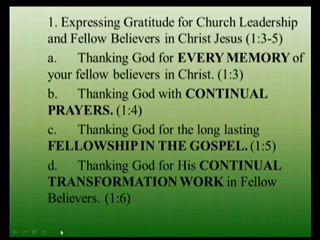 1. Expressing Gratitude for Church Leadership
and Fellow Believers in Christ Jesus (1:3-5)
a. Thanking God for EVERY MEMORY of
your fellow believers in Christ. (1:3)
b. Thanking God with CONTINUAL
PRAYERS. (1:4)
c. Thanking God for the long lasting
FELLOWSHIP IN THE GOSPEL. (1:5)
d. Thanking God for His CONTINUAL
TRANSFORMATION WORK in Fellow
Believers. (1:6)